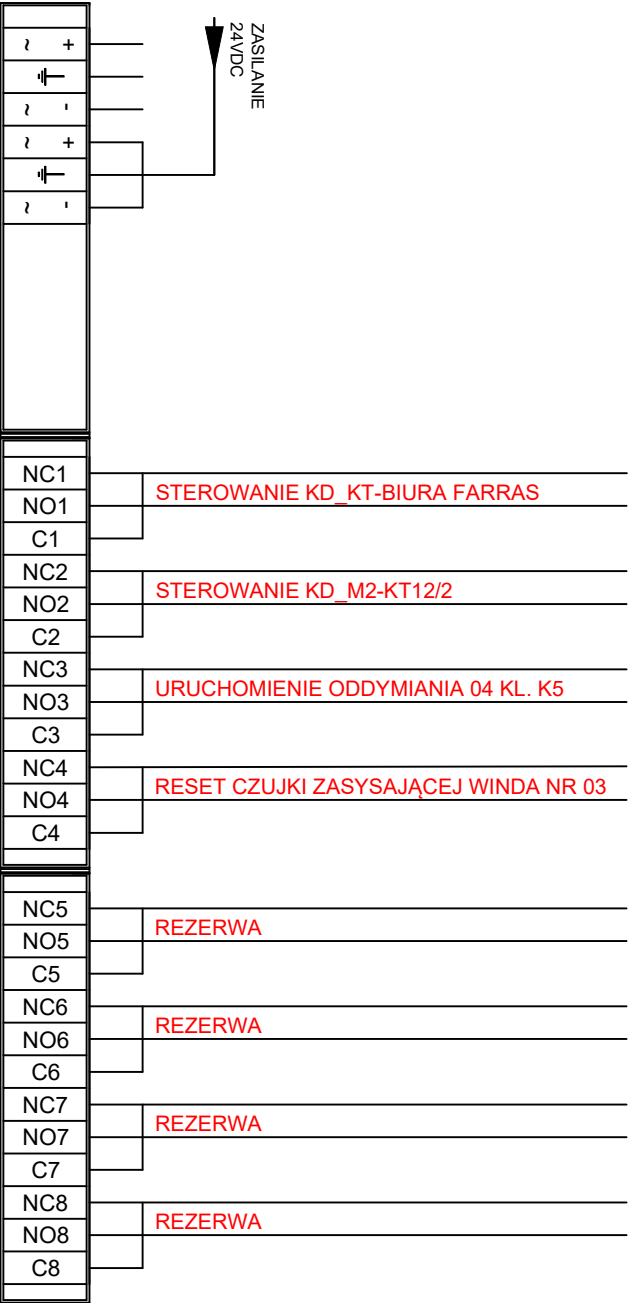 ZASILANIE
24VDC
~ +
~ -
~ +
~ -
NC1
STEROWANIE KD_KT-BIURA FARRAS
NO1
C1
NC2
STEROWANIE KD_M2-KT12/2
NO2
C2
NC3
URUCHOMIENIE ODDYMIANIA 04 KL. K5
NO3
C3
NC4
RESET CZUJKI ZASYSAJĄCEJ WINDA NR 03
NO4
C4
NC5
REZERWA
NO5
C5
NC6
REZERWA
NO6
C6
NC7
REZERWA
NO7
C7
NC8
REZERWA
NO8
C8